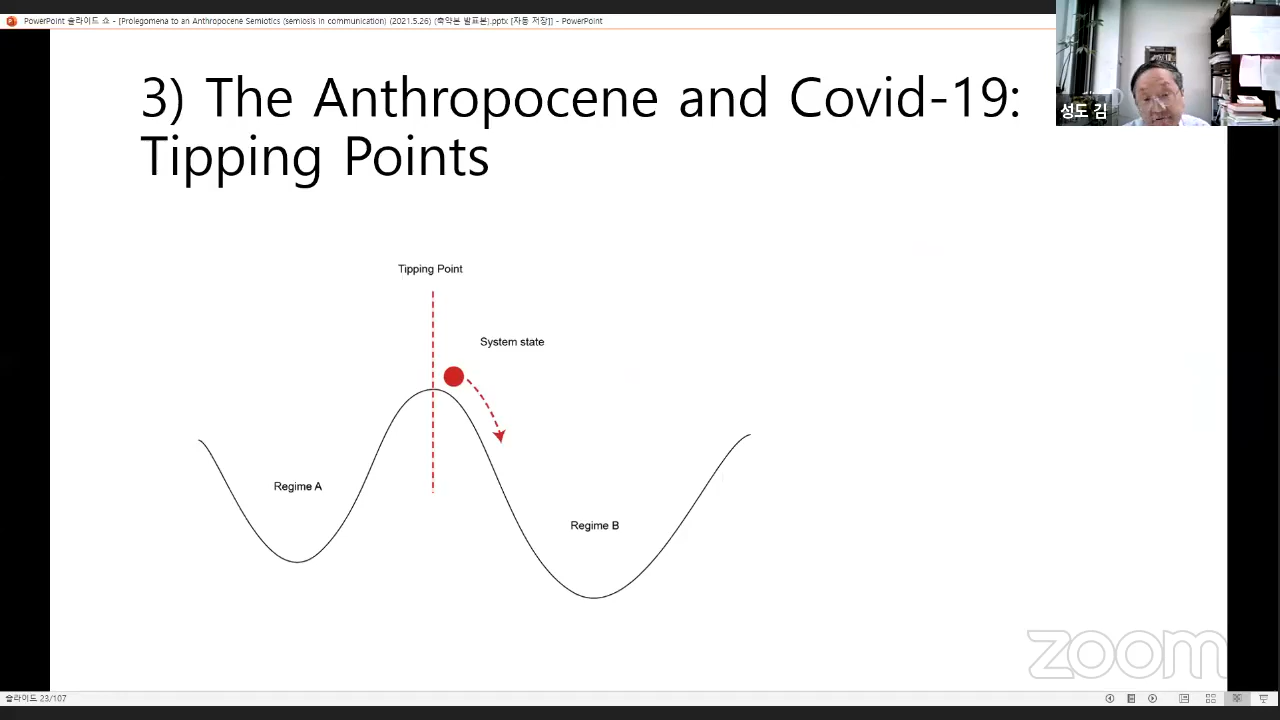 PowerPoint 슬라이드 쇼 - [Prolegomena to an Anthropocene Semiotics (semiosis in communication) (2021.5.26) (축약본 발표본).pptx [자동 저장]] - PowerPoint
성도 김
3) The Anthropocene and Covid-19:
Tipping Points
Tipping Point
System state
Regime A
Regime B
zoom
슬라이드 23/107